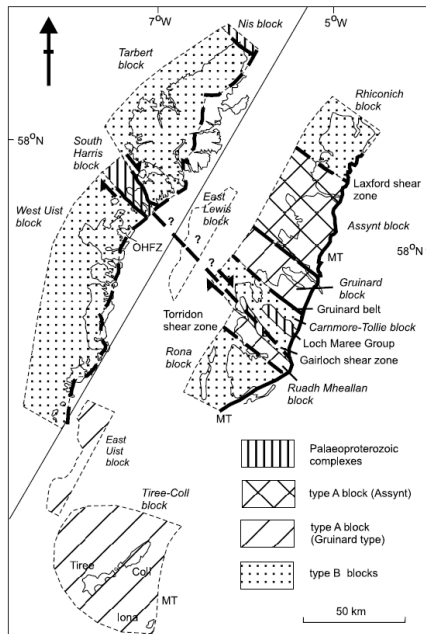 7°W
5°W
Nis block
Tarbert
block
Rhiconich
block
58°N
South
Harris
block
Laxford shear
zone
West Uist
block
East
Lewis
block
Assynt block
?
?
?
OHFZ
MT
58°N
Gruinard
block
Gruinard belt
Torridon
shear zone
Carnmore-Tollie block
Loch Maree Group
Rona
block
Gairloch shear zone
Ruadh Mheallan
block
MT
East
Uist
block
Palaeoproterozoic
complexes
type A block (Assynt)
Tiree-Coll
block
type A block
(Gruinard type)
Tiree
Coll
MT
type B blocks
Iona
50 km